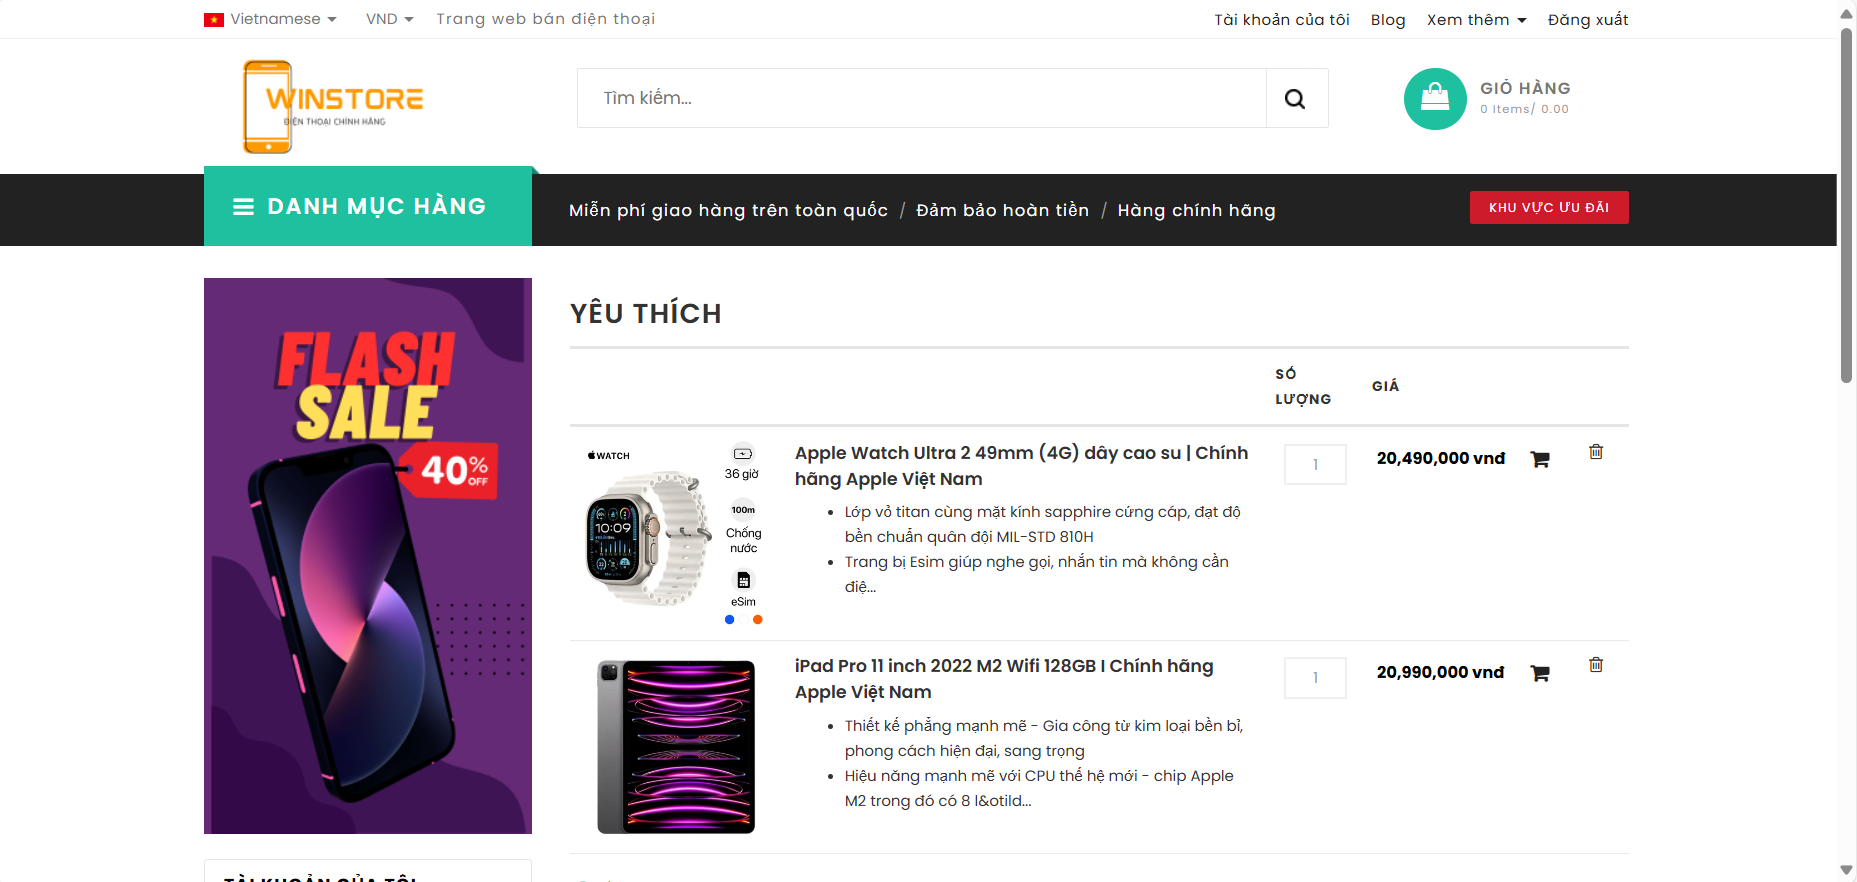 Vietnamese
VND
Trang web bán điện thoại
Tài khoản của tôi
Blog
Xem thêm
Đăng xuất
WINSTORE
ĐIỆN THOẠI CHÍNH HÃNG
Tìm kiếm...
GIỎ HÀNG
0 Items/ 0.00
DANH MỤC HÀNG
Miễn phí giao hàng trên toàn quốc / Đảm bảo hoàn tiền / Hàng chính hãng
KHU VỰC ƯU ĐÃI
FLASH
SALE
40%
OFF
YÊU THÍCH
SỐ
LƯỢNG
GIÁ
WATCH
36 giờ
100m
Chống
nước
eSim
10:09
Apple Watch Ultra 2 49mm (4G) dây cao su | Chính
hãng Apple Việt Nam
Lớp vỏ titan cùng mặt kính sapphire cứng cáp, đạt độ
bền chuẩn quân đội MIL-STD 810H
Trang bị Esim giúp nghe gọi, nhắn tin mà không cần
điệ...
1
20,490,000 vnđ
iPad Pro 11 inch 2022 M2 Wifi 128GB I Chính hãng
Apple Việt Nam
Thiết kế phẳng mạnh mẽ - Gia công từ kim loại bền bỉ,
phong cách hiện đại, sang trọng
Hiệu năng mạnh mẽ với CPU thế hệ mới - chip Apple
M2 trong đó có 8 l&otild...
1
20,990,000 vnđ
TÀI KHOẢN CỦA TÔI